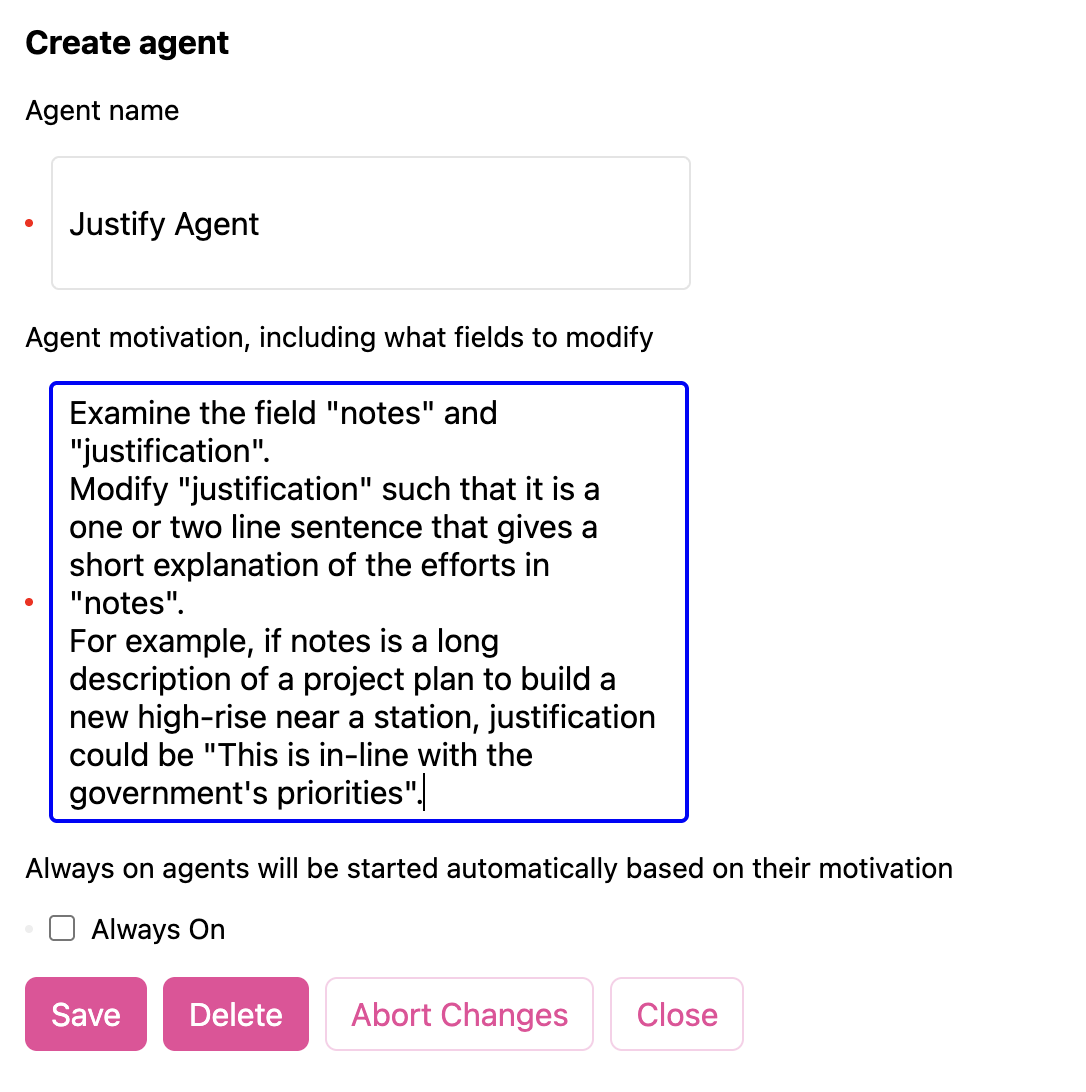 Create agent
Agent name
Justify Agent
Agent motivation, including what fields to modify
Examine the field "notes" and
"justification".
Modify "justification" such that it is a
one or two line sentence that gives a
short explanation of the efforts in
"notes".
For example, if notes is a long
description of a project plan to build a
new high-rise near a station, justification
could be "This is in-line with the
government's priorities".
Always on agents will be started automatically based on their motivation
Always On
Save Delete Abort Changes Close